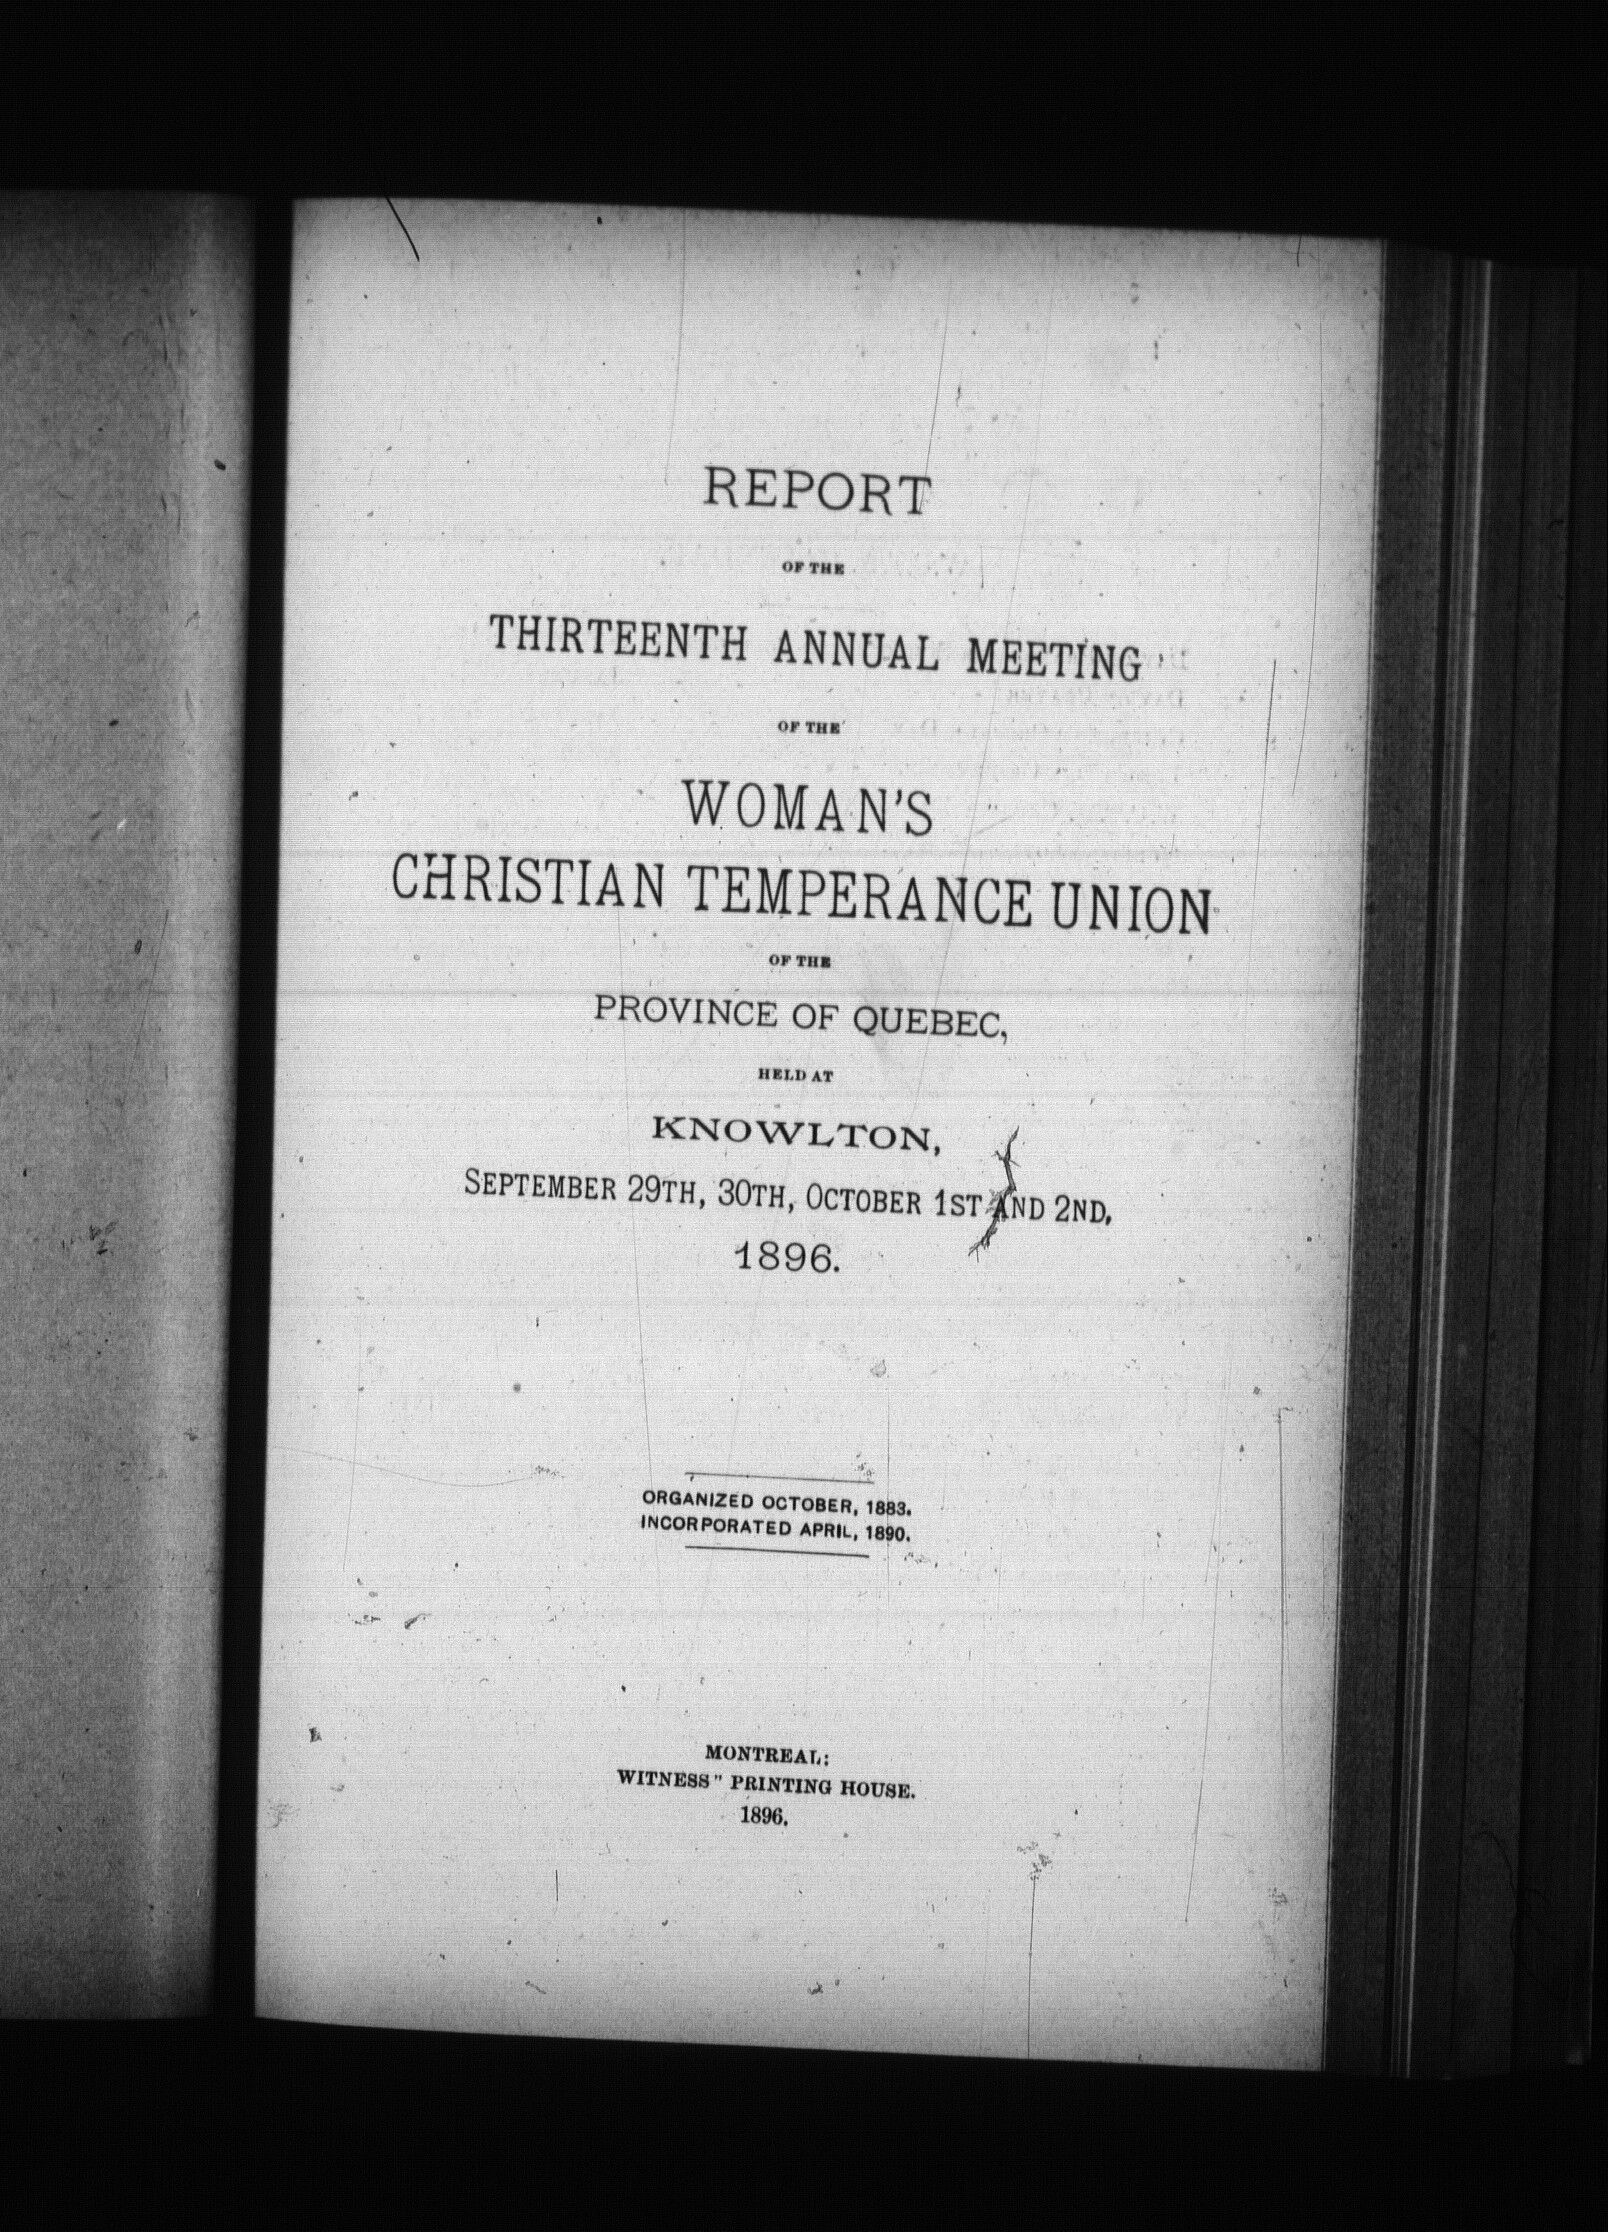 REPORT
OF THE
THIRTEENTH ANNUAL MEETING
OF THE
WOMAN'S
CHRISTIAN TEMPERANCE UNION
OF THE
PROVINCE OF QUEBEC,
HELD AT
KNOWLTON,
SEPTEMBER 29TH, 30TH, OCTOBER 1ST AND 2ND,
1896.
ORGANIZED OCTOBER, 1883.
INCORPORATED APRIL, 1890.
MONTREAL:
WITNESS" PRINTING HOUSE.
1896.